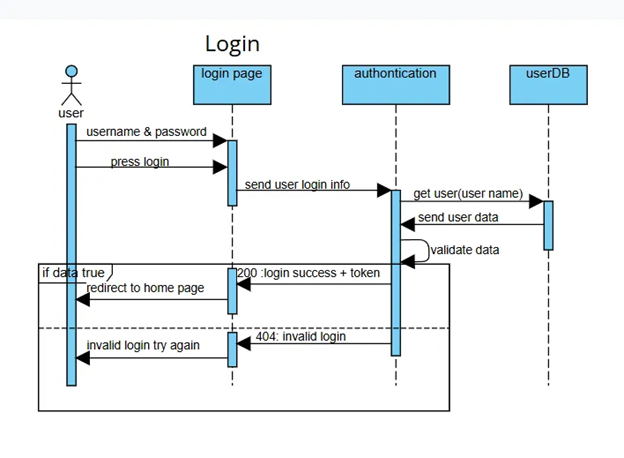 Login
login page
authontication
userDB
user
username & password
press login
send user login info
get user(user name)
send user data
validate data
if data true
200 :login success + token
redirect to home page
404: invalid login
invalid login try again